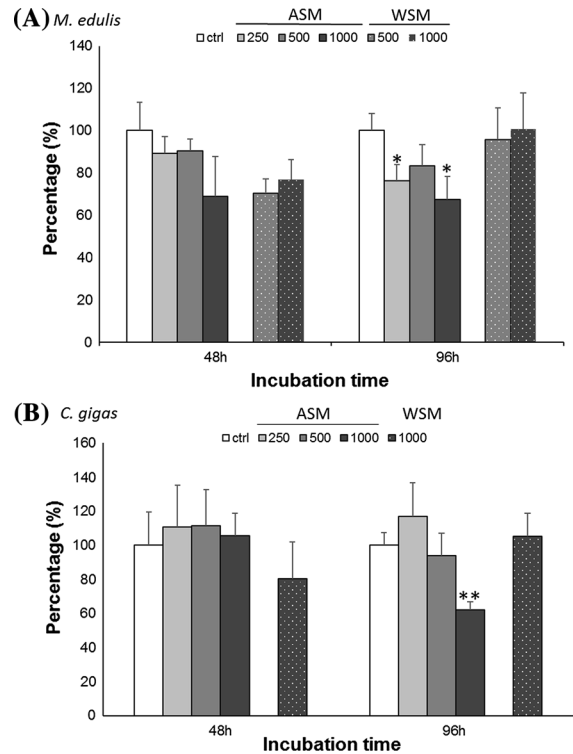 (A) M. edulis
ASM WSM
ctrl 250 500 1000 500 1000
140
120
100
80
60
40
20
0
Percentage (%)
* *
48h 96h
Incubation time
(B) C. gigas
ASM WSM
ctrl 250 500 1000 1000
160
140
120
100
80
60
40
20
0
Percentage (%)
**
48h 96h
Incubation time